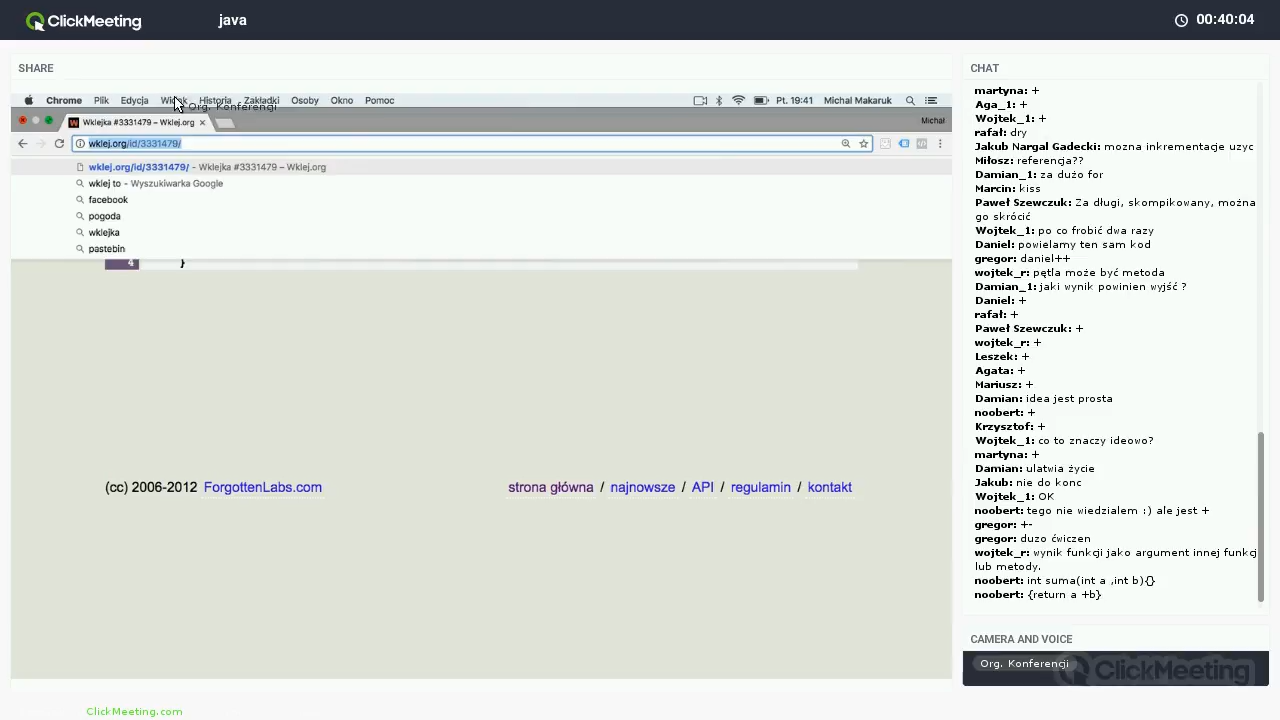 ClickMeeting java 00:40:04
SHARE
Chrome Plik Edycja Widok Historia Zakładki Osoby Okno Pomoc Pt. 19:41 Michal Makaruk
Org. Konferencji
Wklejka #3331479 – Wklej.org Michał
wklej.org/id/3331479/
wklej.org/id/3331479/ - Wklejka #3331479 – Wklej.org
wklej to - Wyszukiwarka Google
facebook
pogoda
wklejka
pastebin
4 }
(cc) 2006-2012 ForgottenLabs.com strona główna / najnowsze / API / regulamin / kontakt
CHAT
martyna: +
Aga_1: +
Wojtek_1: +
rafał: dry
Jakub Nargal Gadecki: mozna inkrementacje uzyc
Miłosz: referencja??
Damian_1: za dużo for
Marcin: kiss
Paweł Szewczuk: Za długi, skompikowany, można
go skrócić
Wojtek_1: po co frobić dwa razy
Daniel: powielamy ten sam kod
gregor: daniel++
wojtek_r: pętla może być metoda
Damian_1: jaki wynik powinien wyjść ?
Daniel: +
rafał: +
Paweł Szewczuk: +
wojtek_r: +
Leszek: +
Agata: +
Mariusz: +
Damian: idea jest prosta
noobert: +
Krzysztof: +
Wojtek_1: co to znaczy ideowo?
martyna: +
Damian: ulatwia życie
Jakub: nie do konc
Wojtek_1: OK
noobert: tego nie wiedzialem :) ale jest +
gregor: +-
gregor: duzo ćwiczen
wojtek_r: wynik funkcji jako argument innej funkcj
lub metody.
noobert: int suma(int a ,int b){}
noobert: {return a +b}
CAMERA AND VOICE
Org. Konferencji
ClickMeeting
ClickMeeting.com